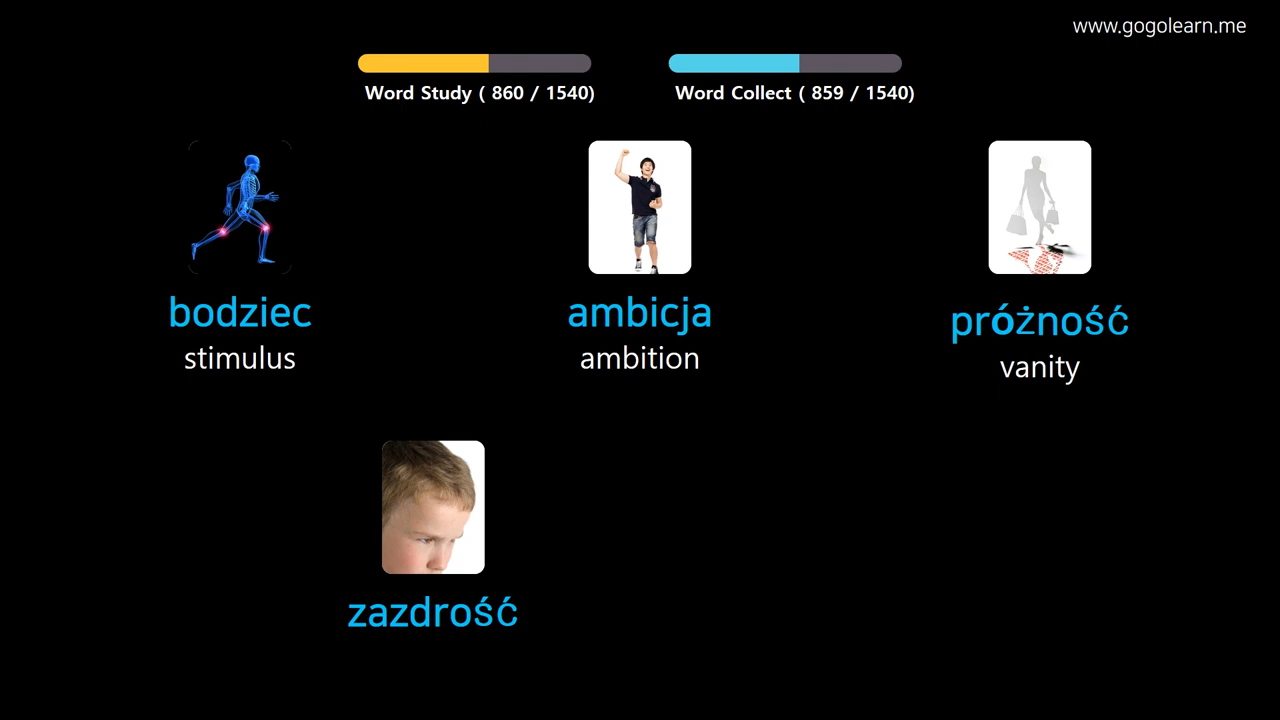 www.gogolearn.me
Word Study ( 860 / 1540)
Word Collect ( 859 / 1540)
bodziec
stimulus
ambicja
ambition
próżność
vanity
zazdrość